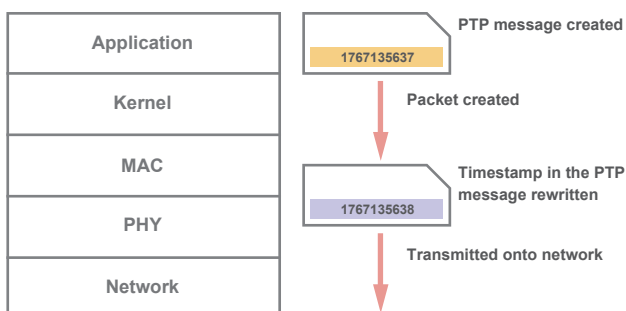 Application
Kernel
MAC
PHY
Network
PTP message created
1767135637
Packet created
Timestamp in the PTP
message rewritten
1767135638
Transmitted onto network